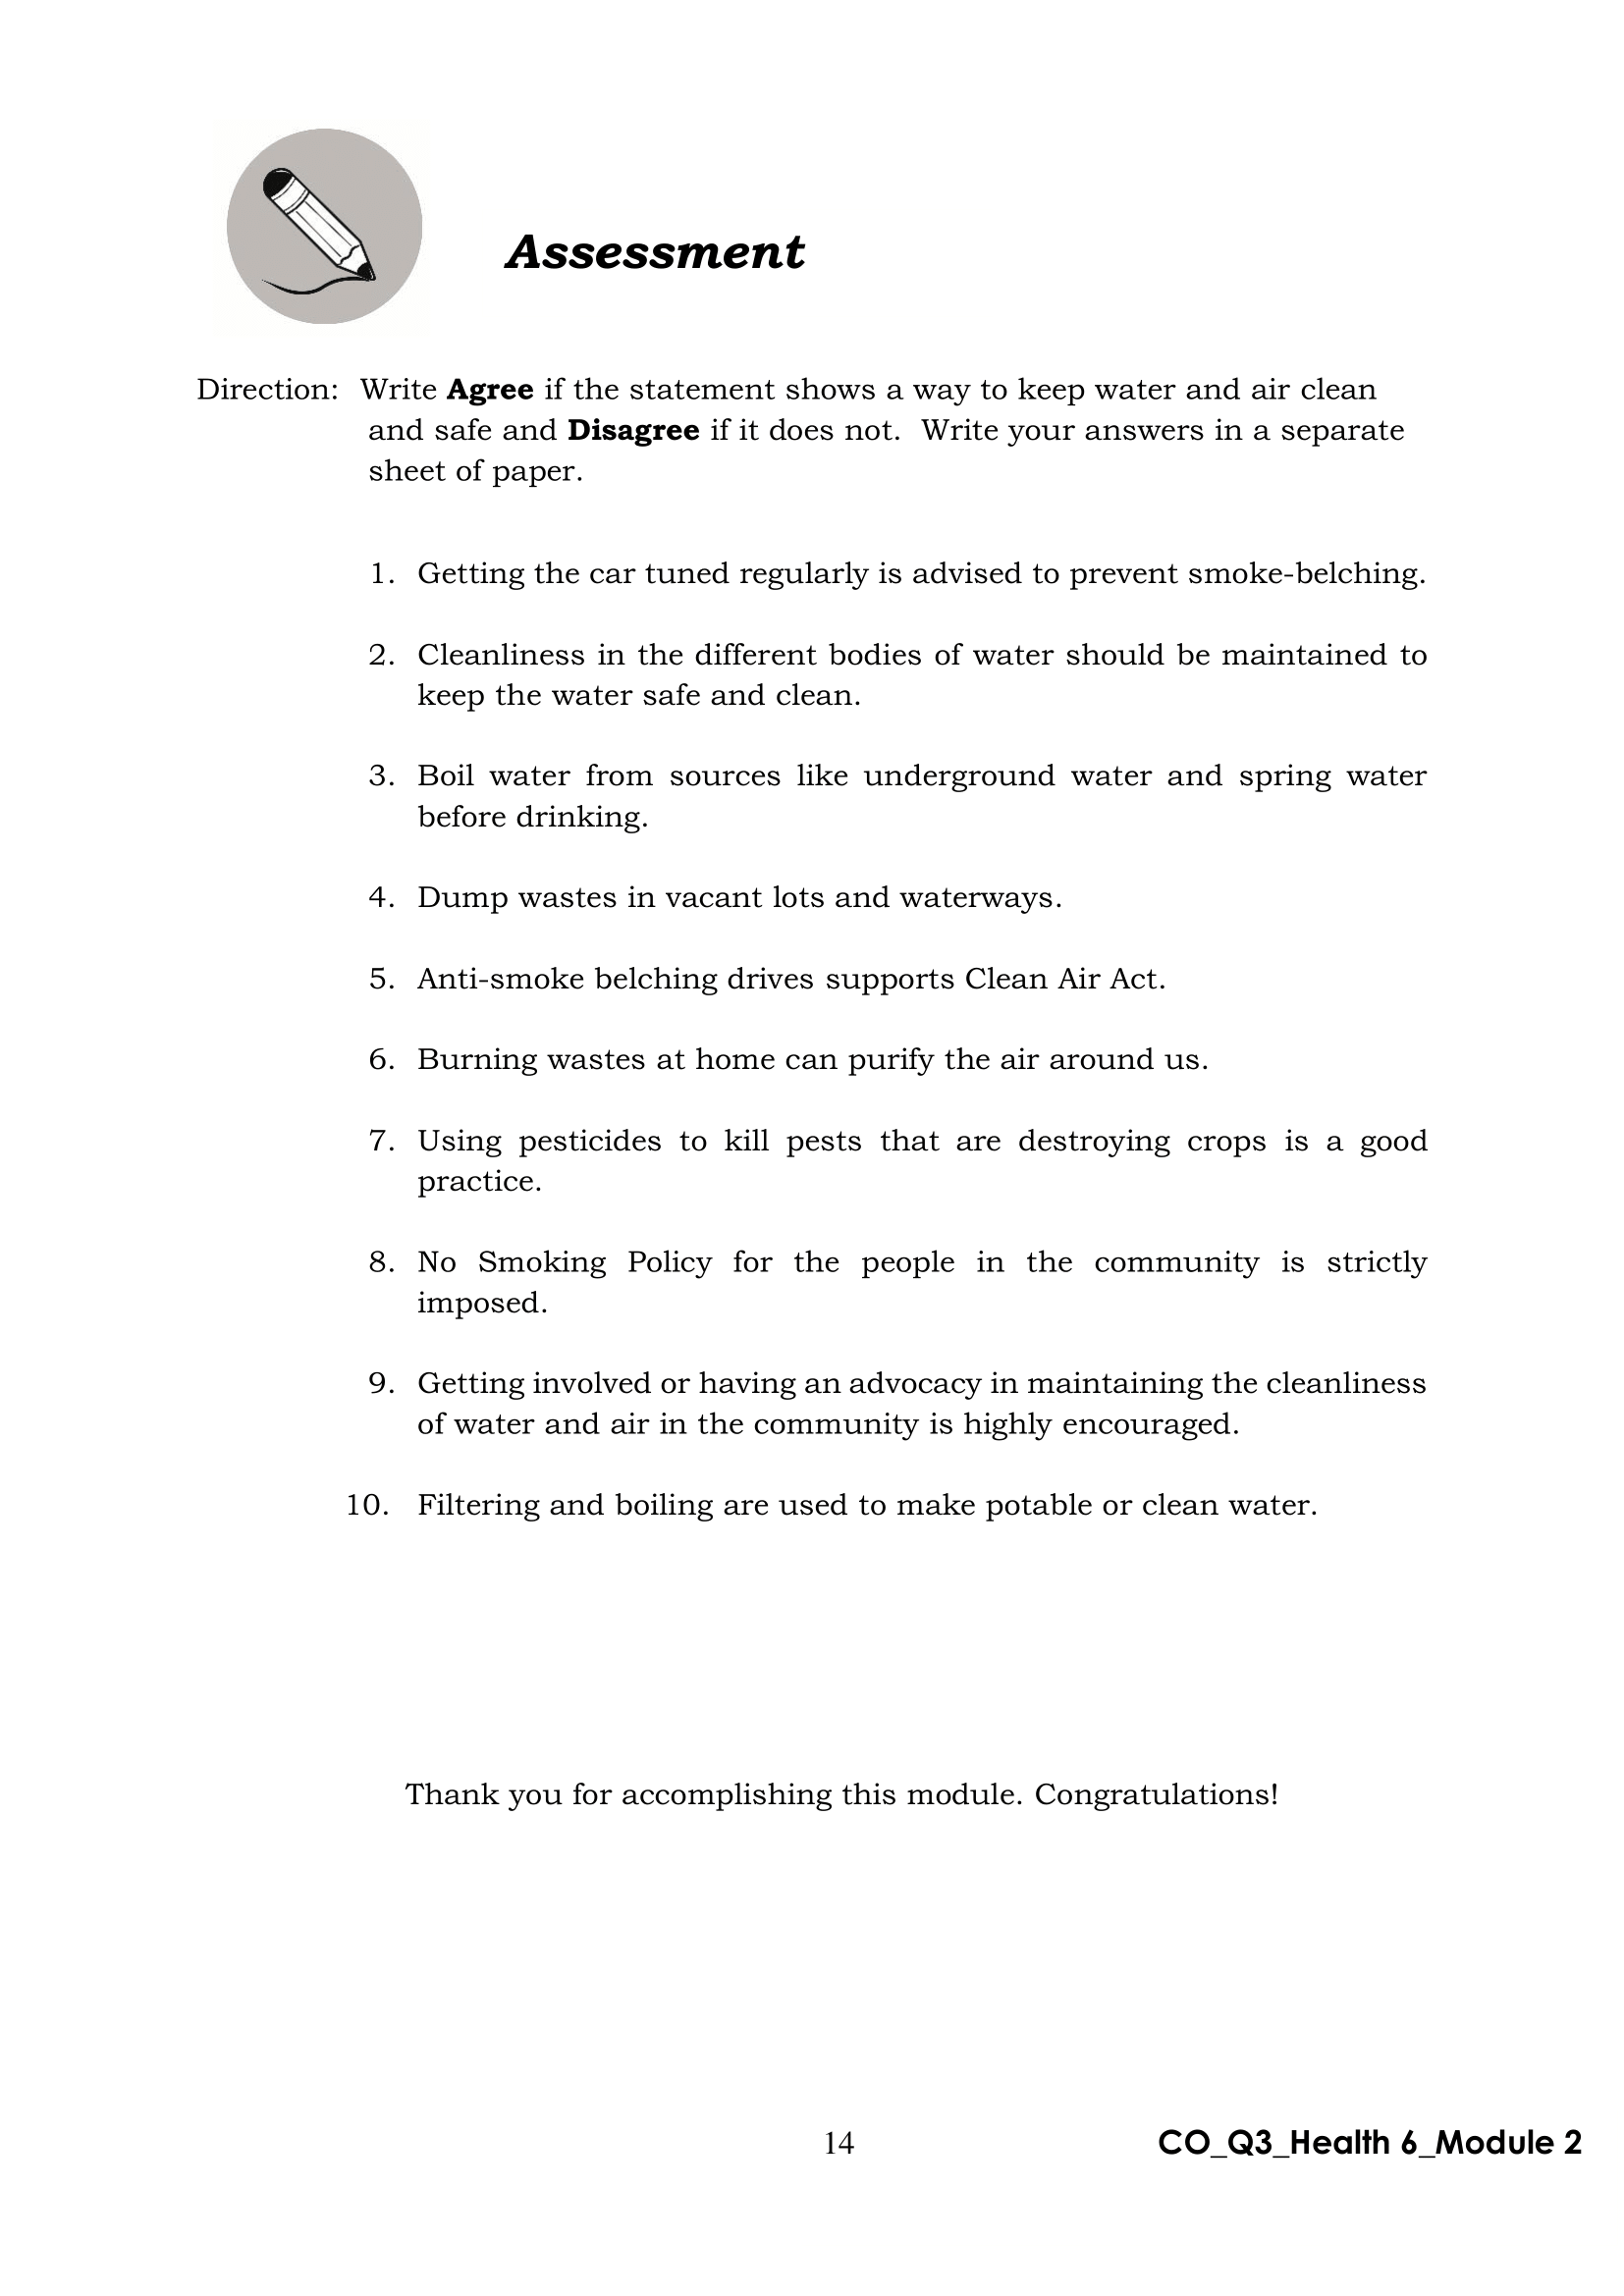 Assessment
Direction: Write Agree if the statement shows a way to keep water and air clean
and safe and Disagree if it does not. Write your answers in a separate
sheet of paper.
1. Getting the car tuned regularly is advised to prevent smoke-belching.
2. Cleanliness in the different bodies of water should be maintained to
keep the water safe and clean.
3. Boil water from sources like underground water and spring water
before drinking.
4. Dump wastes in vacant lots and waterways.
5. Anti-smoke belching drives supports Clean Air Act.
6. Burning wastes at home can purify the air around us.
7. Using pesticides to kill pests that are destroying crops is a good
practice.
8. No Smoking Policy for the people in the community is strictly
imposed.
9. Getting involved or having an advocacy in maintaining the cleanliness
of water and air in the community is highly encouraged.
10. Filtering and boiling are used to make potable or clean water.
Thank you for accomplishing this module. Congratulations!
14 CO_Q3_Health 6_Module 2